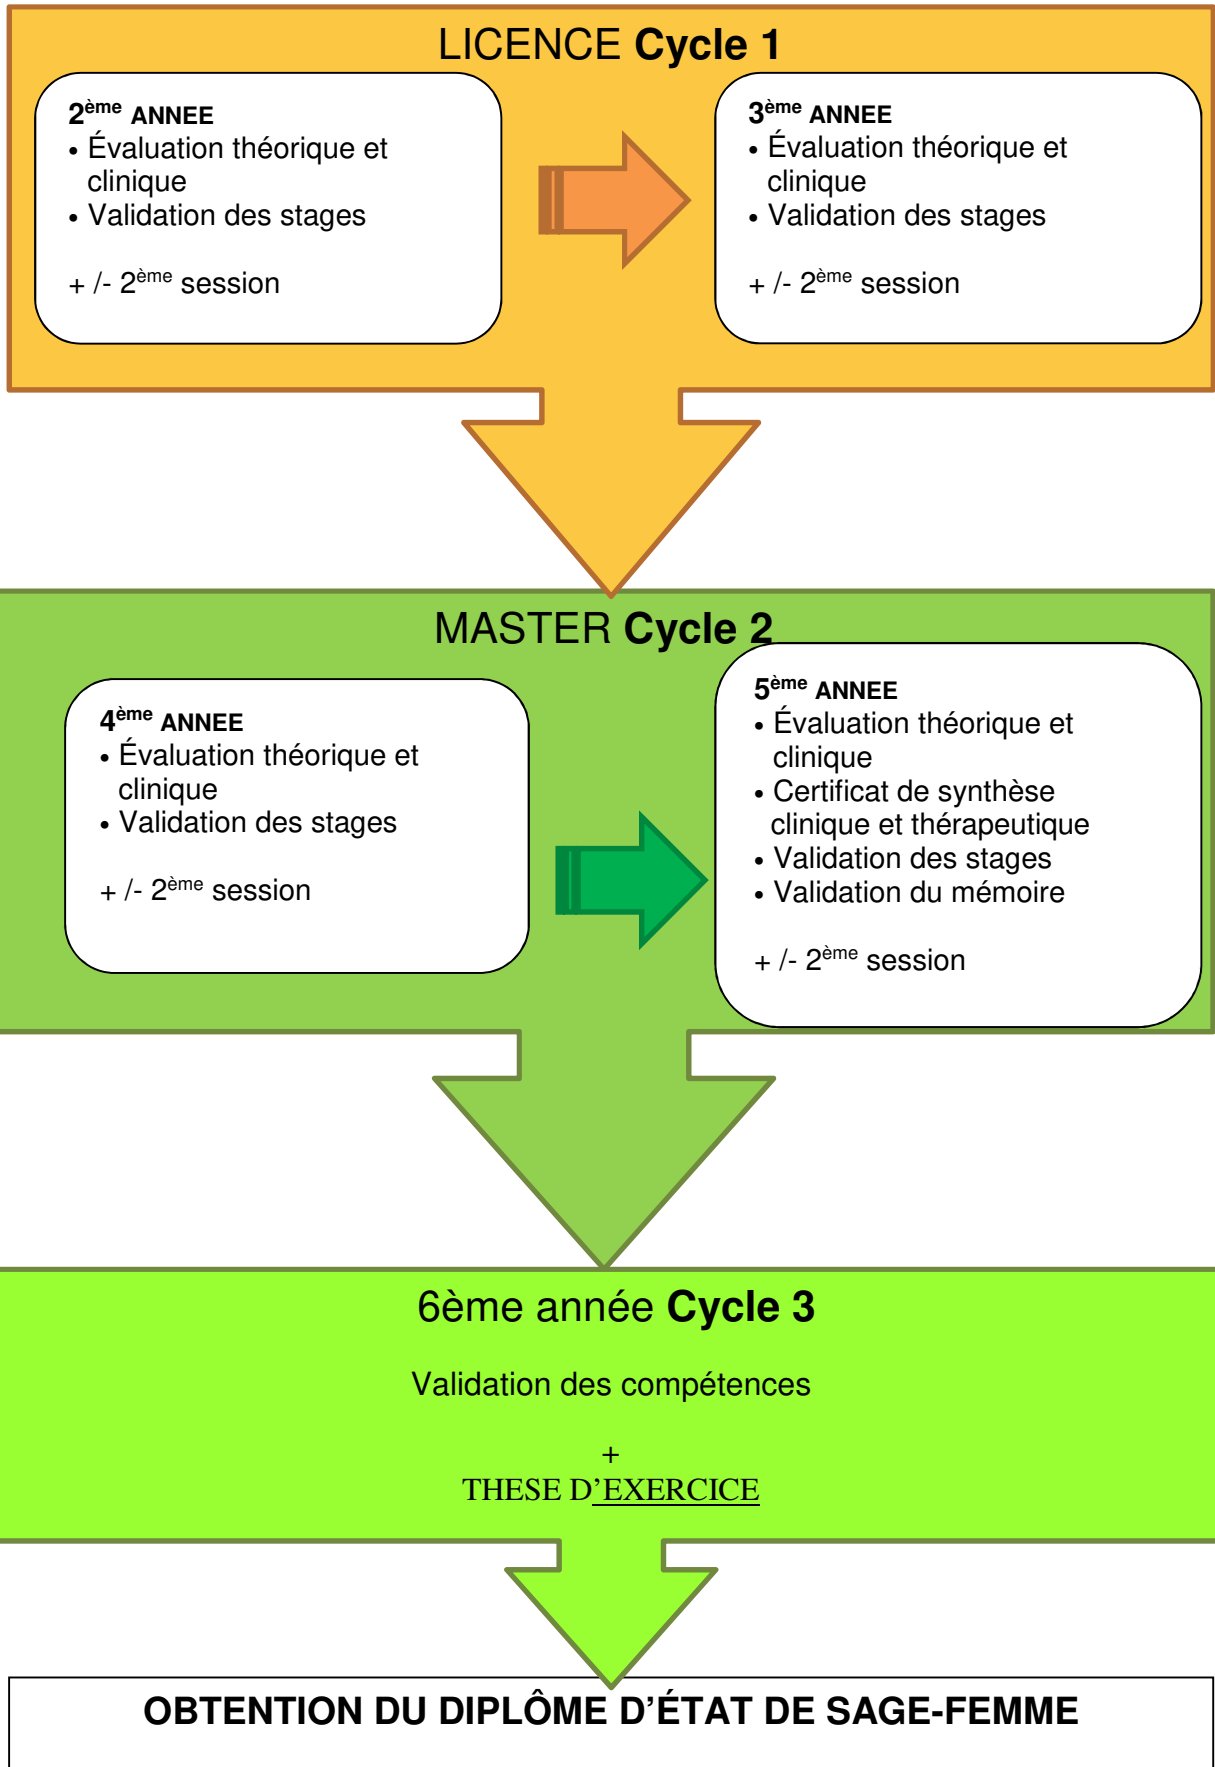 LICENCE Cycle 1
2ème ANNEE
• Évaluation théorique et
clinique
• Validation des stages
+ /- 2ème session
3ème ANNEE
• Évaluation théorique et
clinique
• Validation des stages
+ /- 2ème session
MASTER Cycle 2
4ème ANNEE
• Évaluation théorique et
clinique
• Validation des stages
+ /- 2ème session
5ème ANNEE
• Évaluation théorique et
clinique
• Certificat de synthèse
clinique et thérapeutique
• Validation des stages
• Validation du mémoire
+ /- 2ème session
6ème année Cycle 3
Validation des compétences
+
THESE D'EXERCICE
OBTENTION DU DIPLÔME D'ÉTAT DE SAGE-FEMME